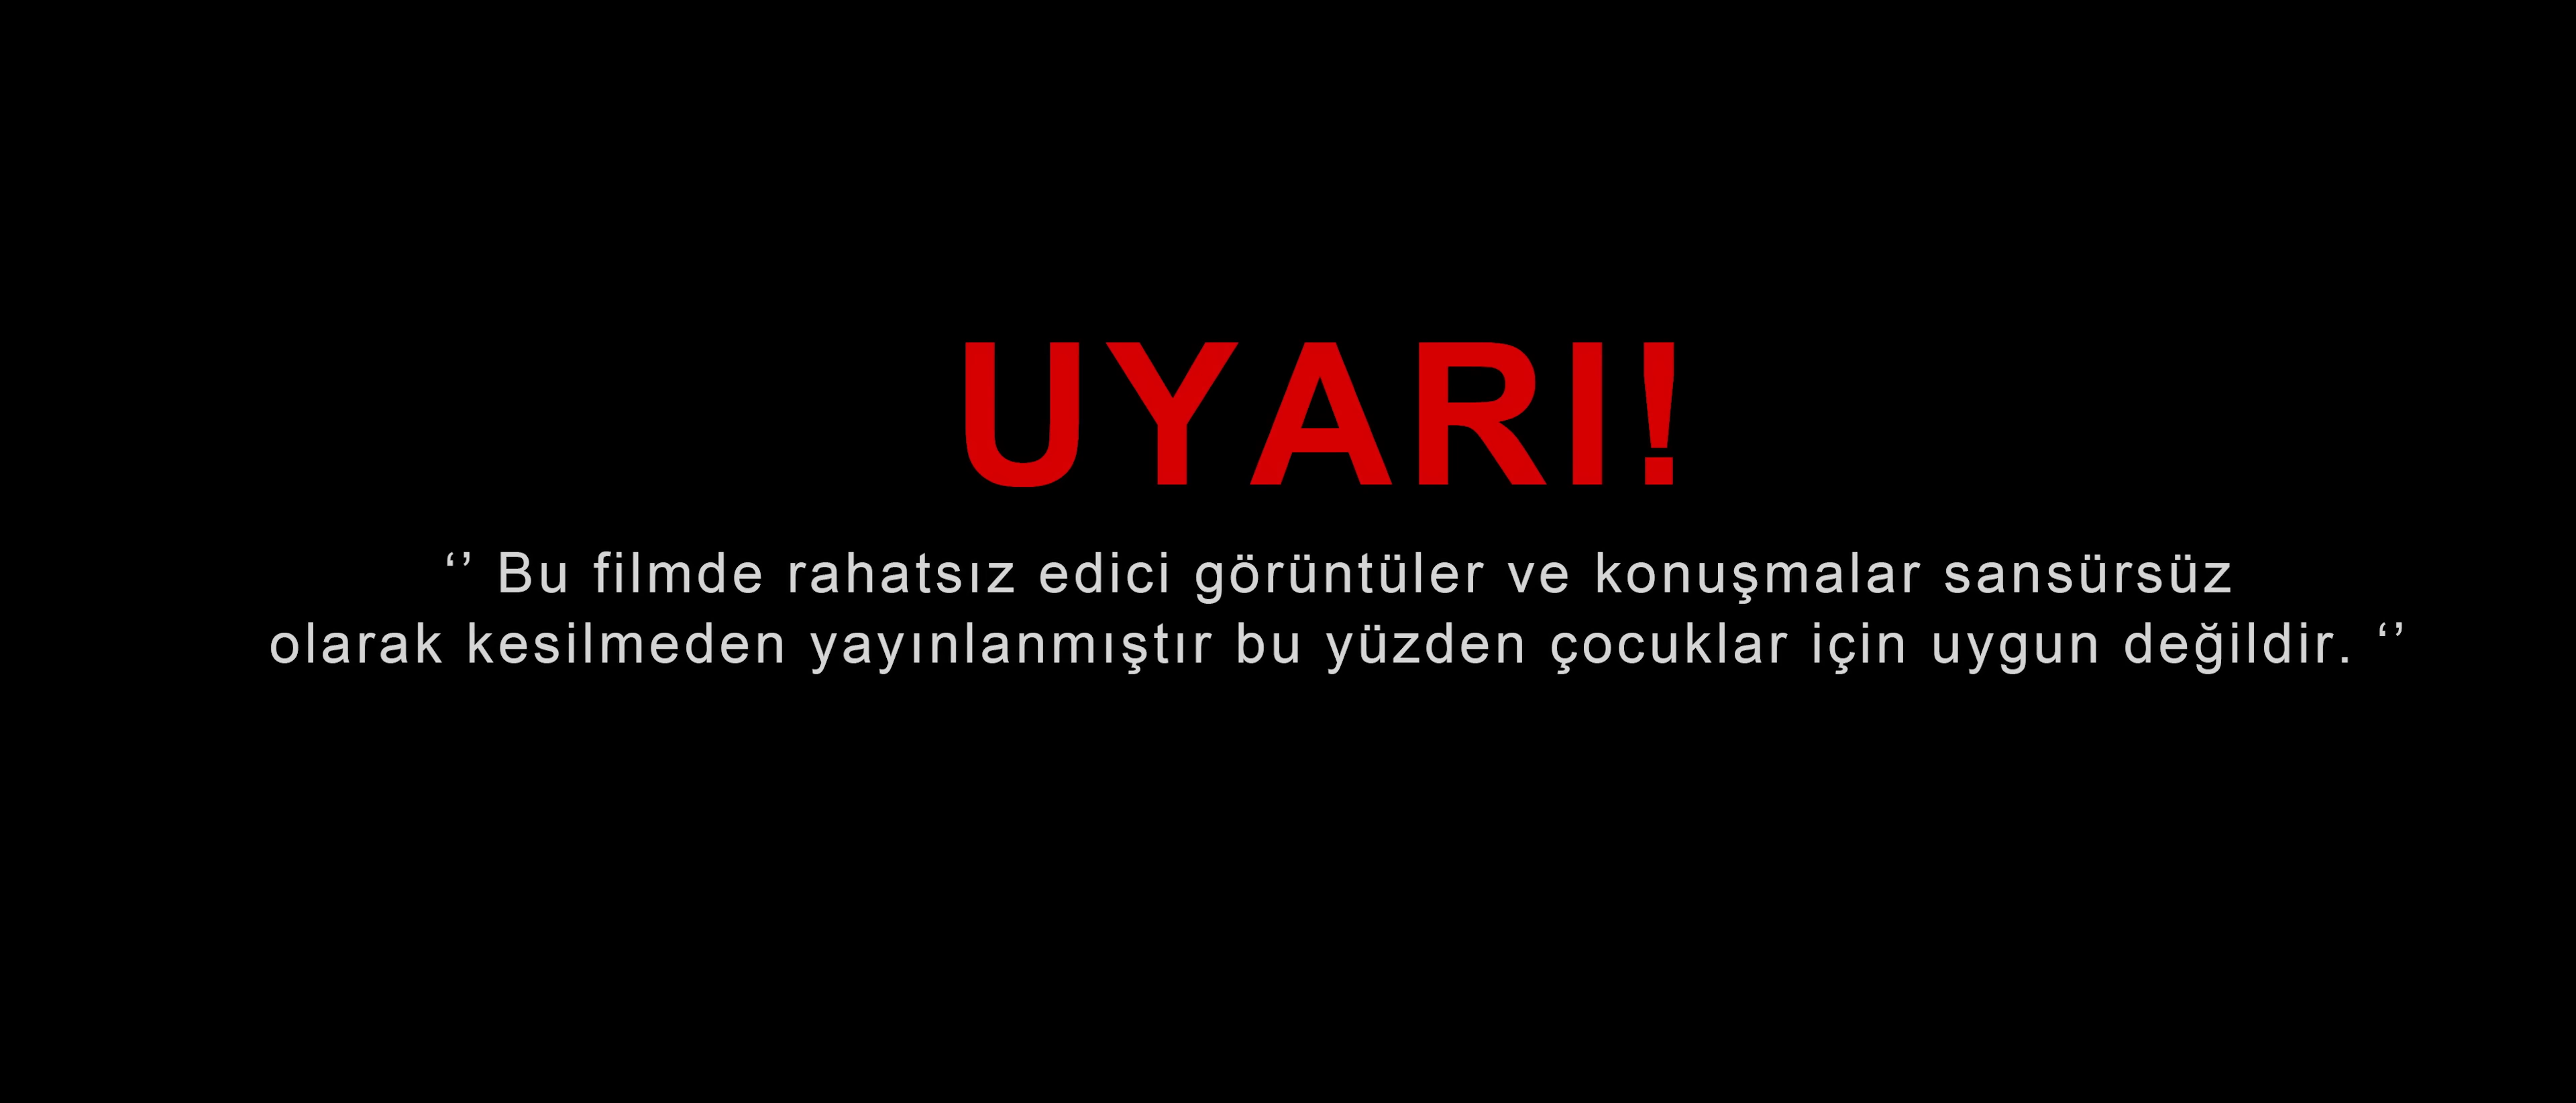 UYARI!
‘’ Bu filmde rahatsız edici görüntüler ve konuşmalar sansürsüz
olarak kesilmeden yayınlanmıştır bu yüzden çocuklar için uygun değildir. ‘’